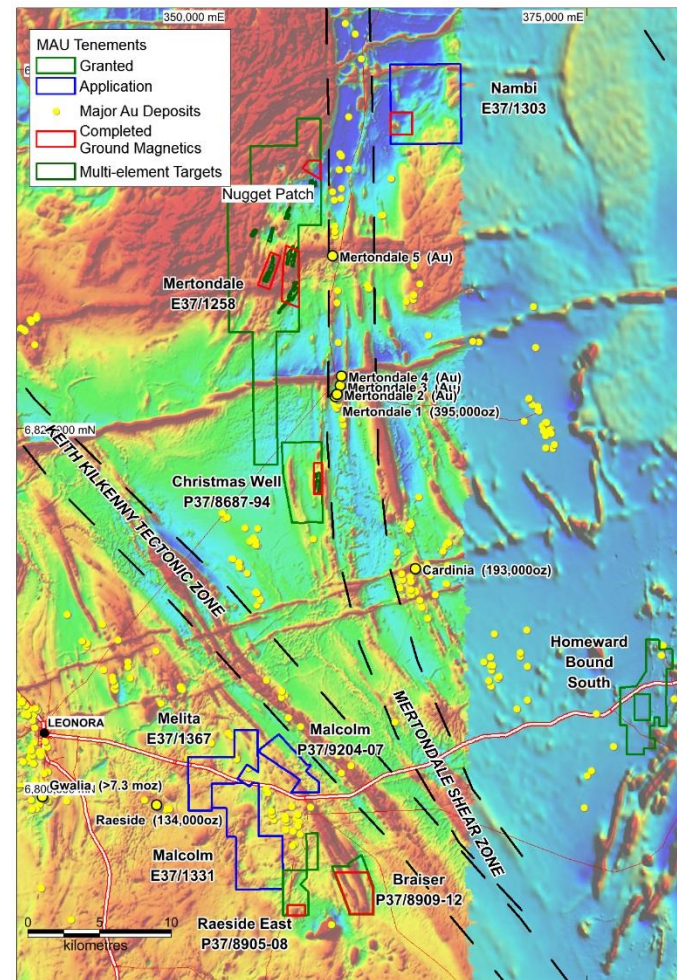 350,000 mE
375,000 mE
MAU Tenements
Granted
Application
Major Au Deposits
Completed
Ground Magnetics
Multi-element Targets
Nambi
E37/1303
Nugget Patch
Mertondale 5 (Au)
Mertondale
E37/1258
Mertondale 4 (Au)
Mertondale 3 (Au)
Mertondale 2 (Au)
Mertondale 1 (395,000oz)
KEITH KILKENNY TECTONIC ZONE
Christmas Well
P37/8687-94
Cardinia (193,000oz)
Homeward
Bound
South
MERTONDALE SHEAR ZONE
LEONORA
Melita
E37/1367
Malcolm
P37/9204-07
Gwalia (>7.3 moz)
Raeside (134,000oz)
Malcolm
E37/1331
Braiser
P37/8909-12
Raeside East
P37/8905-08
0 5 10
kilometres